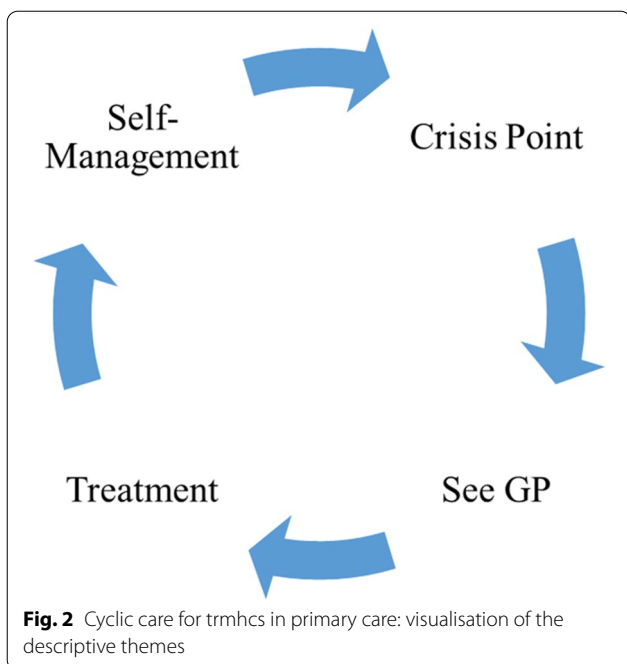 Self-
Management
Crisis Point
Treatment
See GP
Fig. 2 Cyclic care for trmhcs in primary care: visualisation of the
descriptive themes